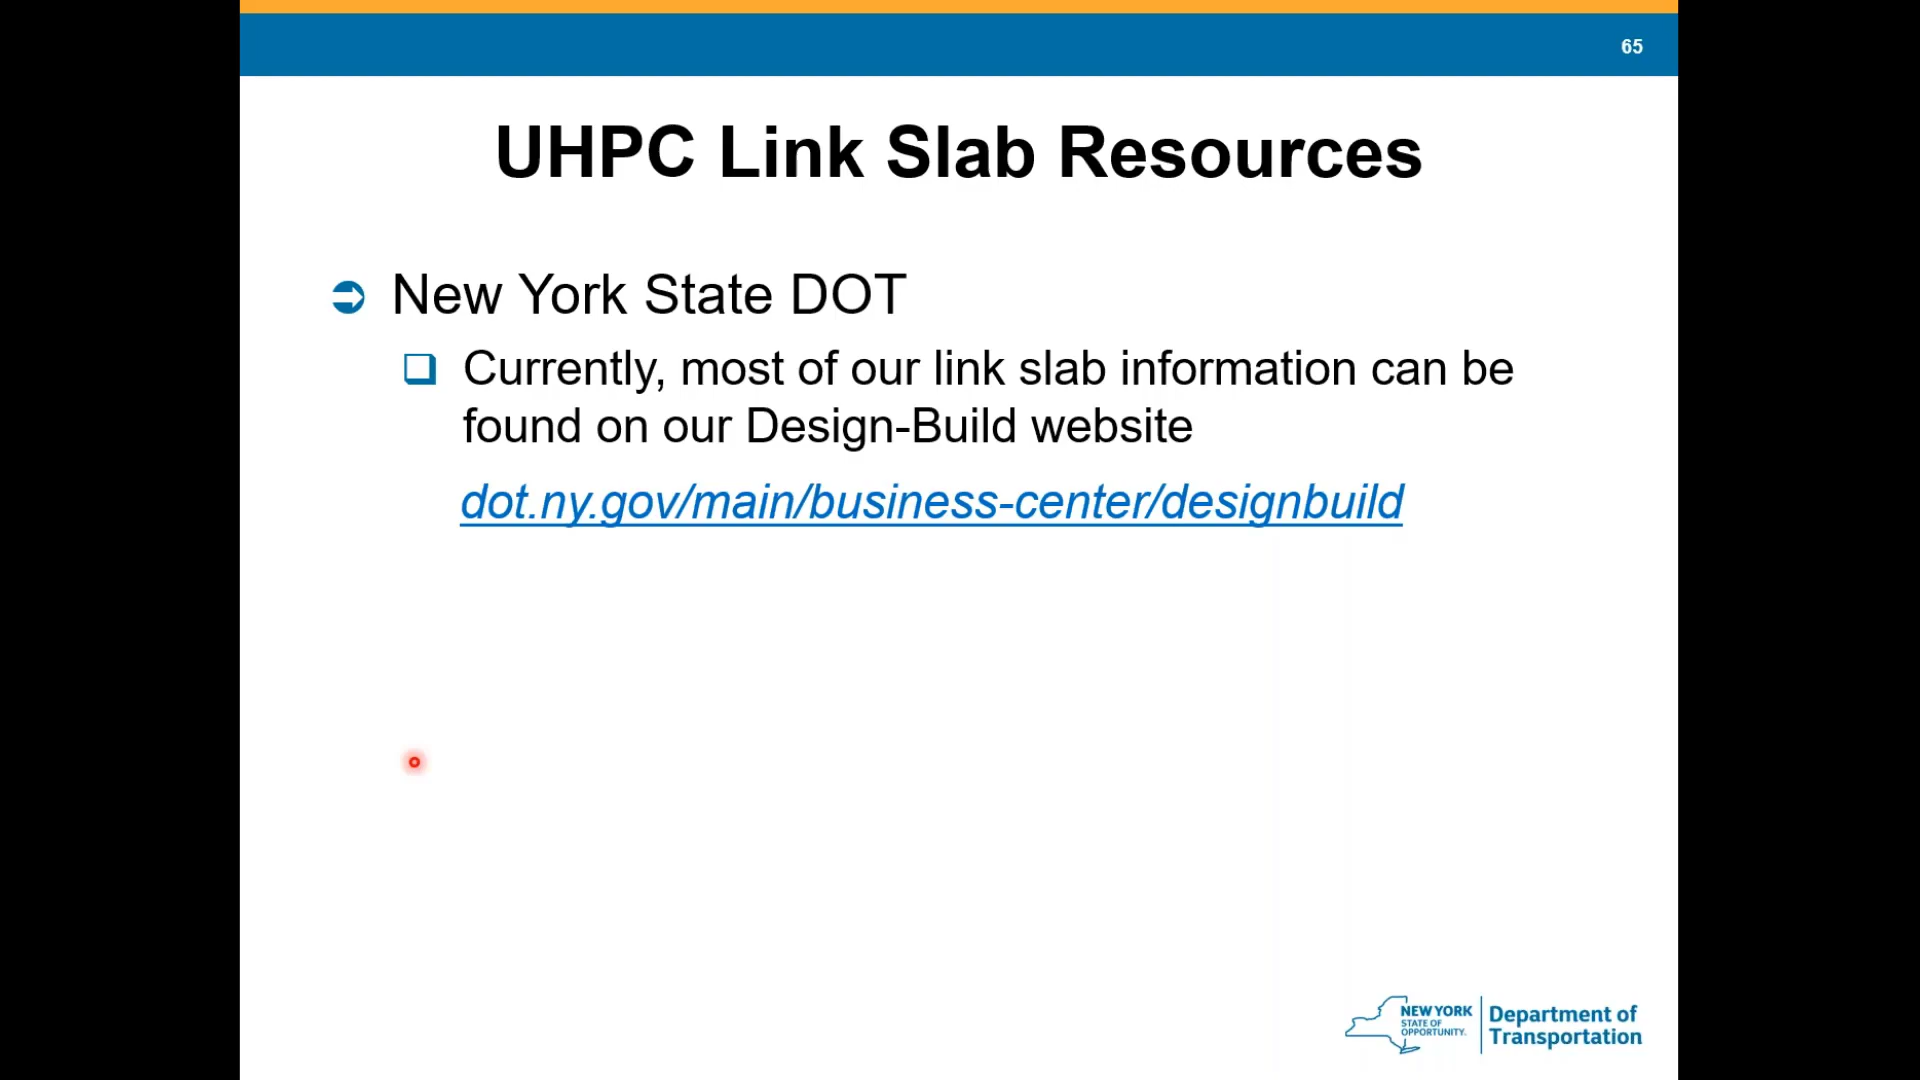 65
UHPC Link Slab Resources
New York State DOT
Currently, most of our link slab information can be
found on our Design-Build website
dot.ny.gov/main/business-center/designbuild
NEW YORK
STATE OF
OPPORTUNITY.
Department of
Transportation